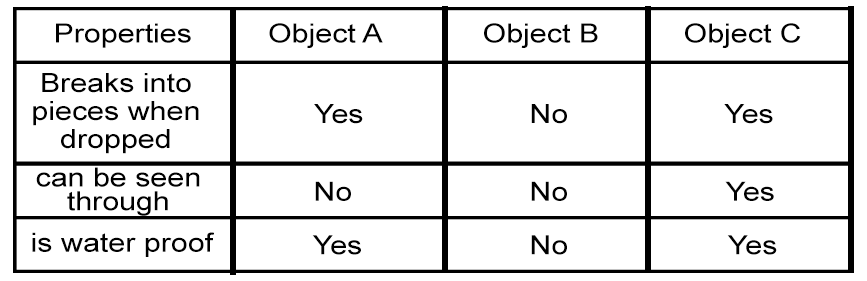 Properties Object A Object B Object C
Breaks into
pieces when
dropped
Yes No Yes
can be seen
through
No No Yes
is water proof Yes No Yes